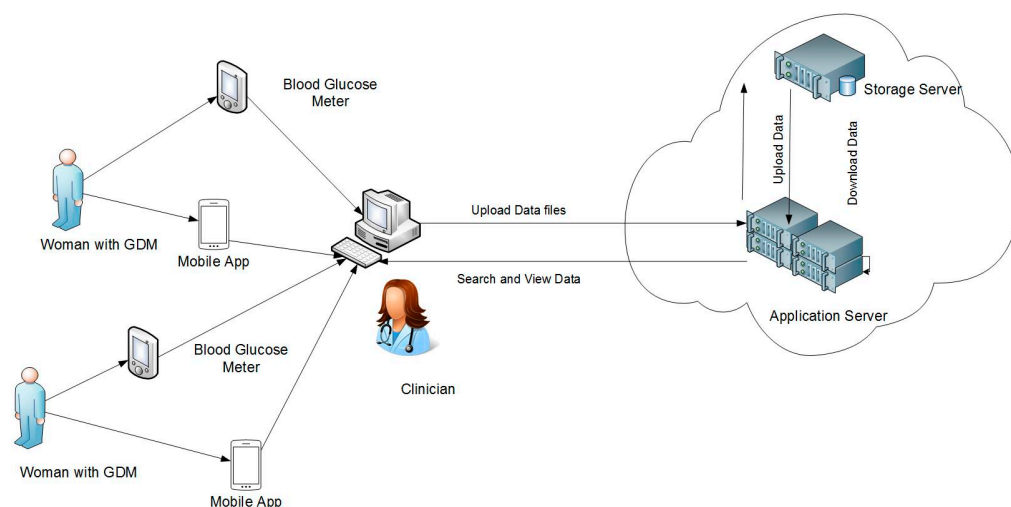 Blood Glucose
Meter
Storage Server
Upload Data
Download Data
Woman with GDM
Mobile App
Upload Data files
Search and View Data
Application Server
Blood Glucose
Meter
Clinician
Woman with GDM
Mobile App